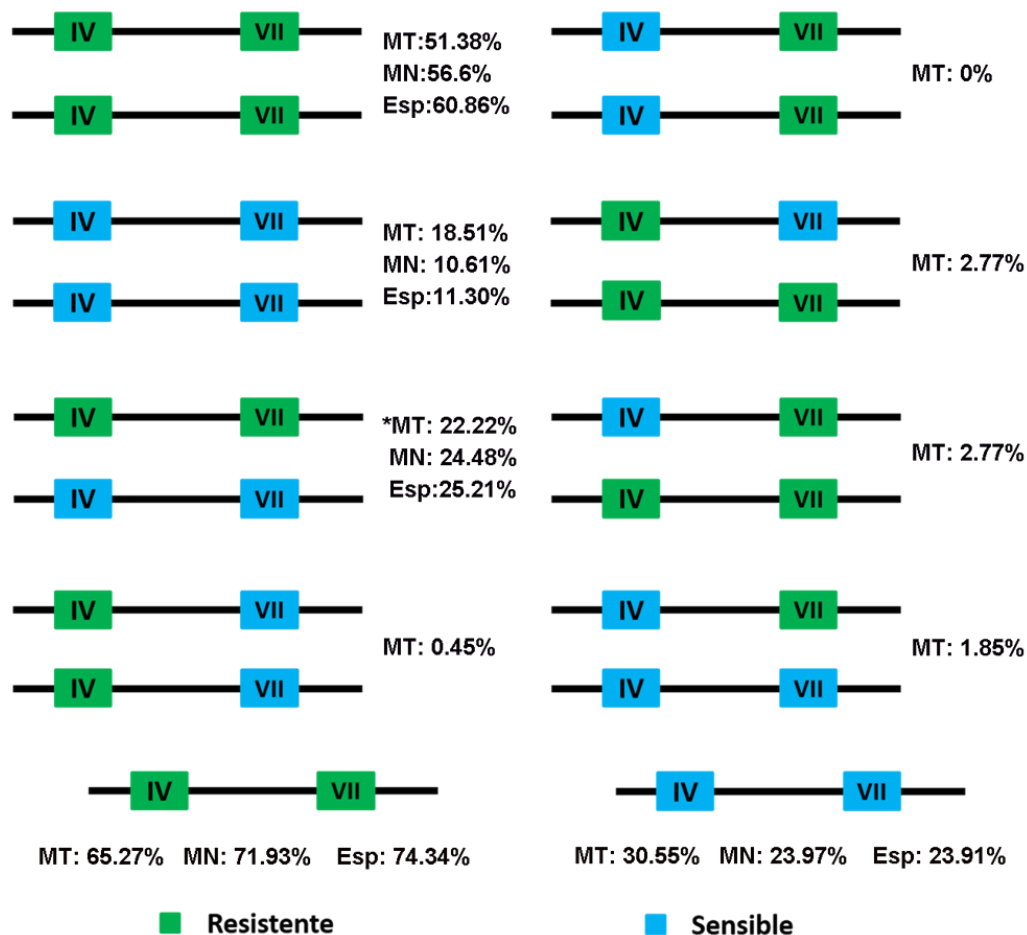 IV VII
MT:51.38%
MN:56.6%
Esp:60.86%
IV VII
IV VII
MT: 0%
IV VII
IV VII
MT: 18.51%
MN: 10.61%
Esp:11.30%
IV VII
IV VII
MT: 2.77%
IV VII
IV VII
*MT: 22.22%
MN: 24.48%
Esp:25.21%
IV VII
IV VII
MT: 2.77%
IV VII
IV VII
MT: 0.45%
IV VII
IV VII
MT: 1.85%
IV VII
IV VII
MT: 65.27% MN: 71.93% Esp: 74.34%
IV VII
MT: 30.55% MN: 23.97% Esp: 23.91%
Resistente
Sensible